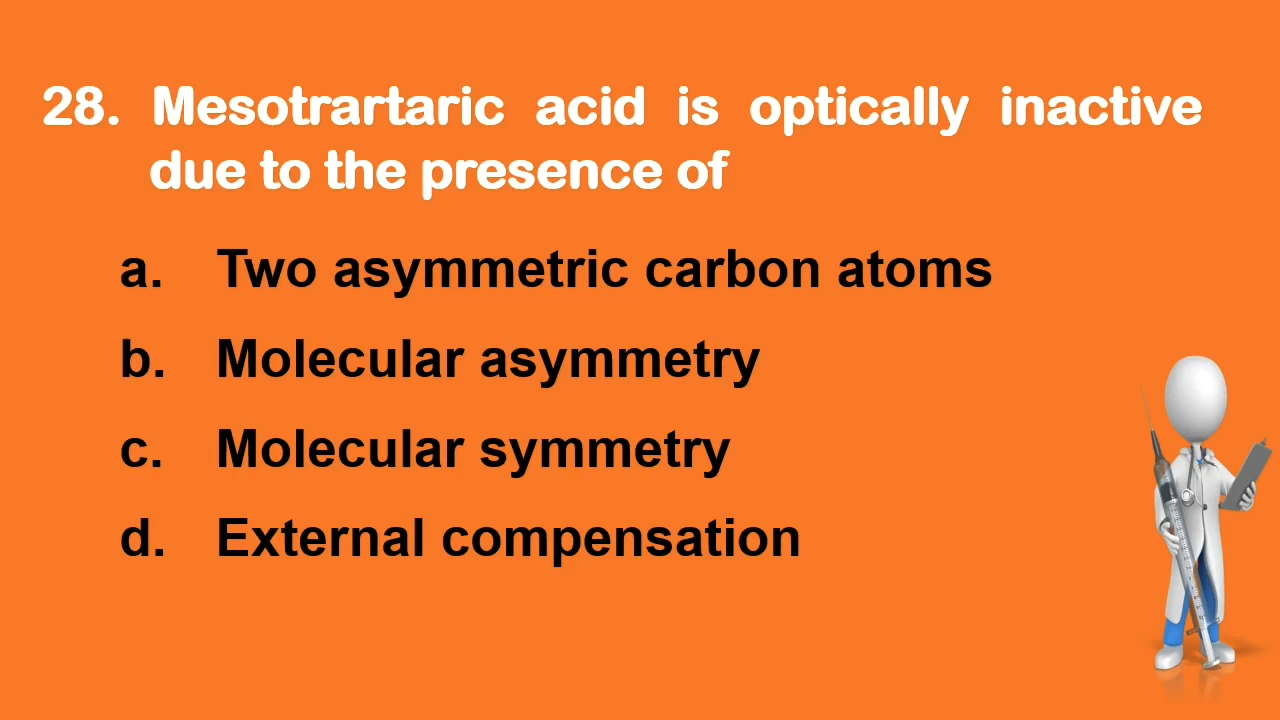 28. Mesotrartaric acid is optically inactive
due to the presence of
a. Two asymmetric carbon atoms
b. Molecular asymmetry
c. Molecular symmetry
d. External compensation